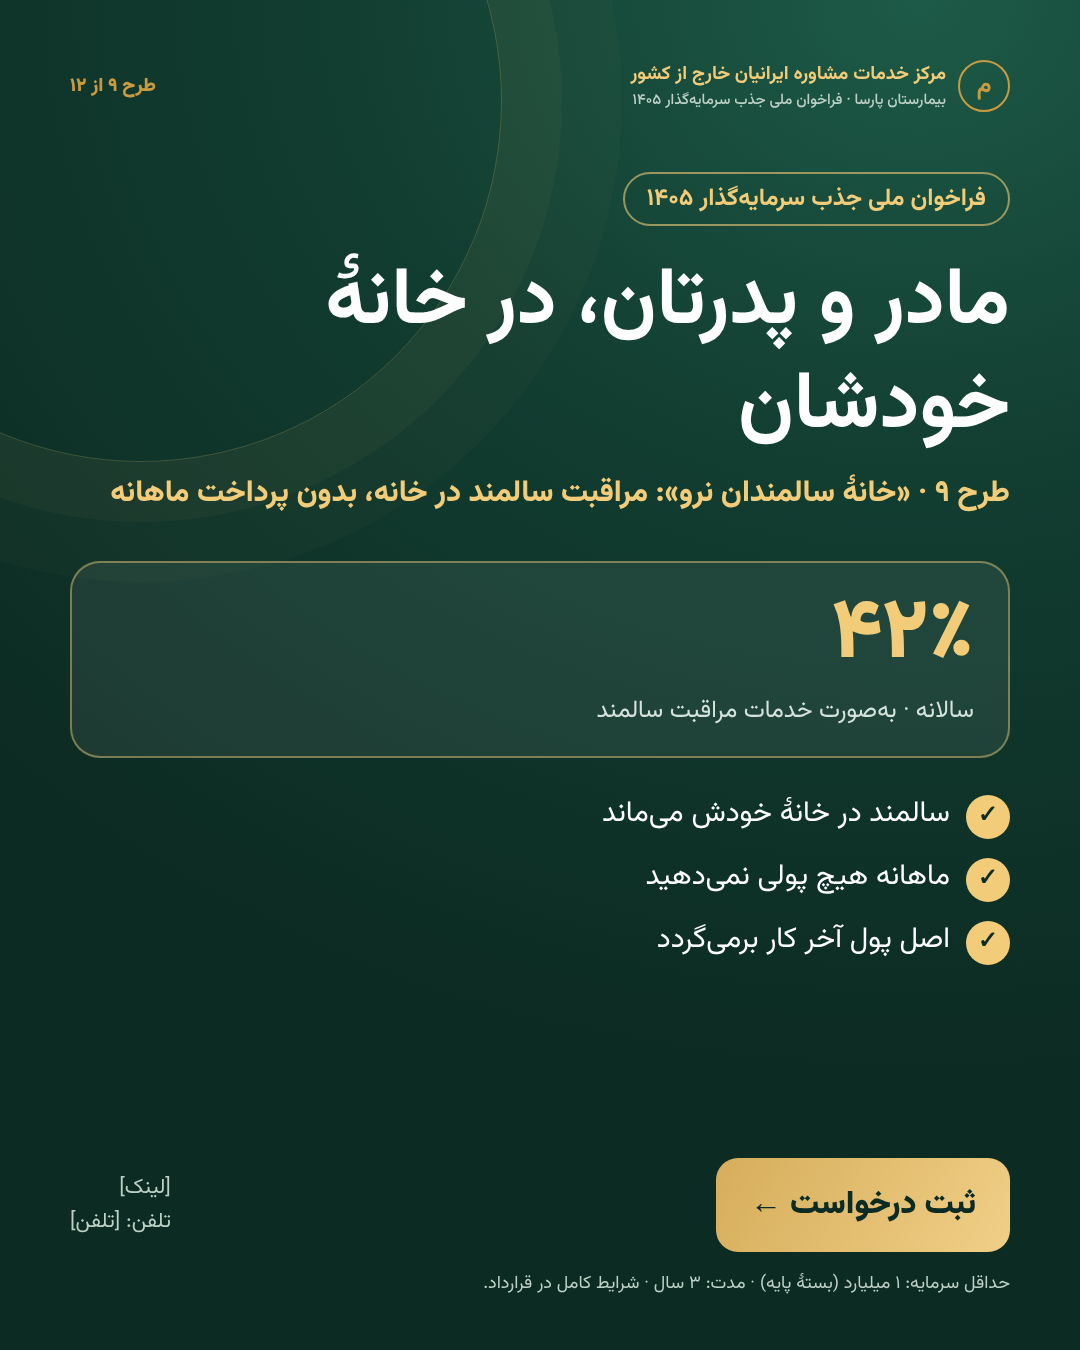 م
مرکز خدمات مشاوره ایرانیان خارج از کشور
بیمارستان پارسا · فراخوان ملی جذب سرمایه‌گذار ۱۴۰۵
طرح ۹ از ۱۲
فراخوان ملی جذب سرمایه‌گذار ۱۴۰۵
مادر و پدرتان، در خانهٔ
خودشان
طرح ۹ · «خانهٔ سالمندان نرو»: مراقبت سالمند در خانه، بدون پرداخت ماهانه
۴۲٪
سالانه · به‌صورت خدمات مراقبت سالمند
✓ سالمند در خانهٔ خودش می‌ماند
✓ ماهانه هیچ پولی نمی‌دهید
✓ اصل پول آخر کار برمی‌گردد
ثبت درخواست ←
[لینک]
تلفن: [تلفن]
حداقل سرمایه: ۱ میلیارد (بستهٔ پایه) · مدت: ۳ سال · شرایط کامل در قرارداد.